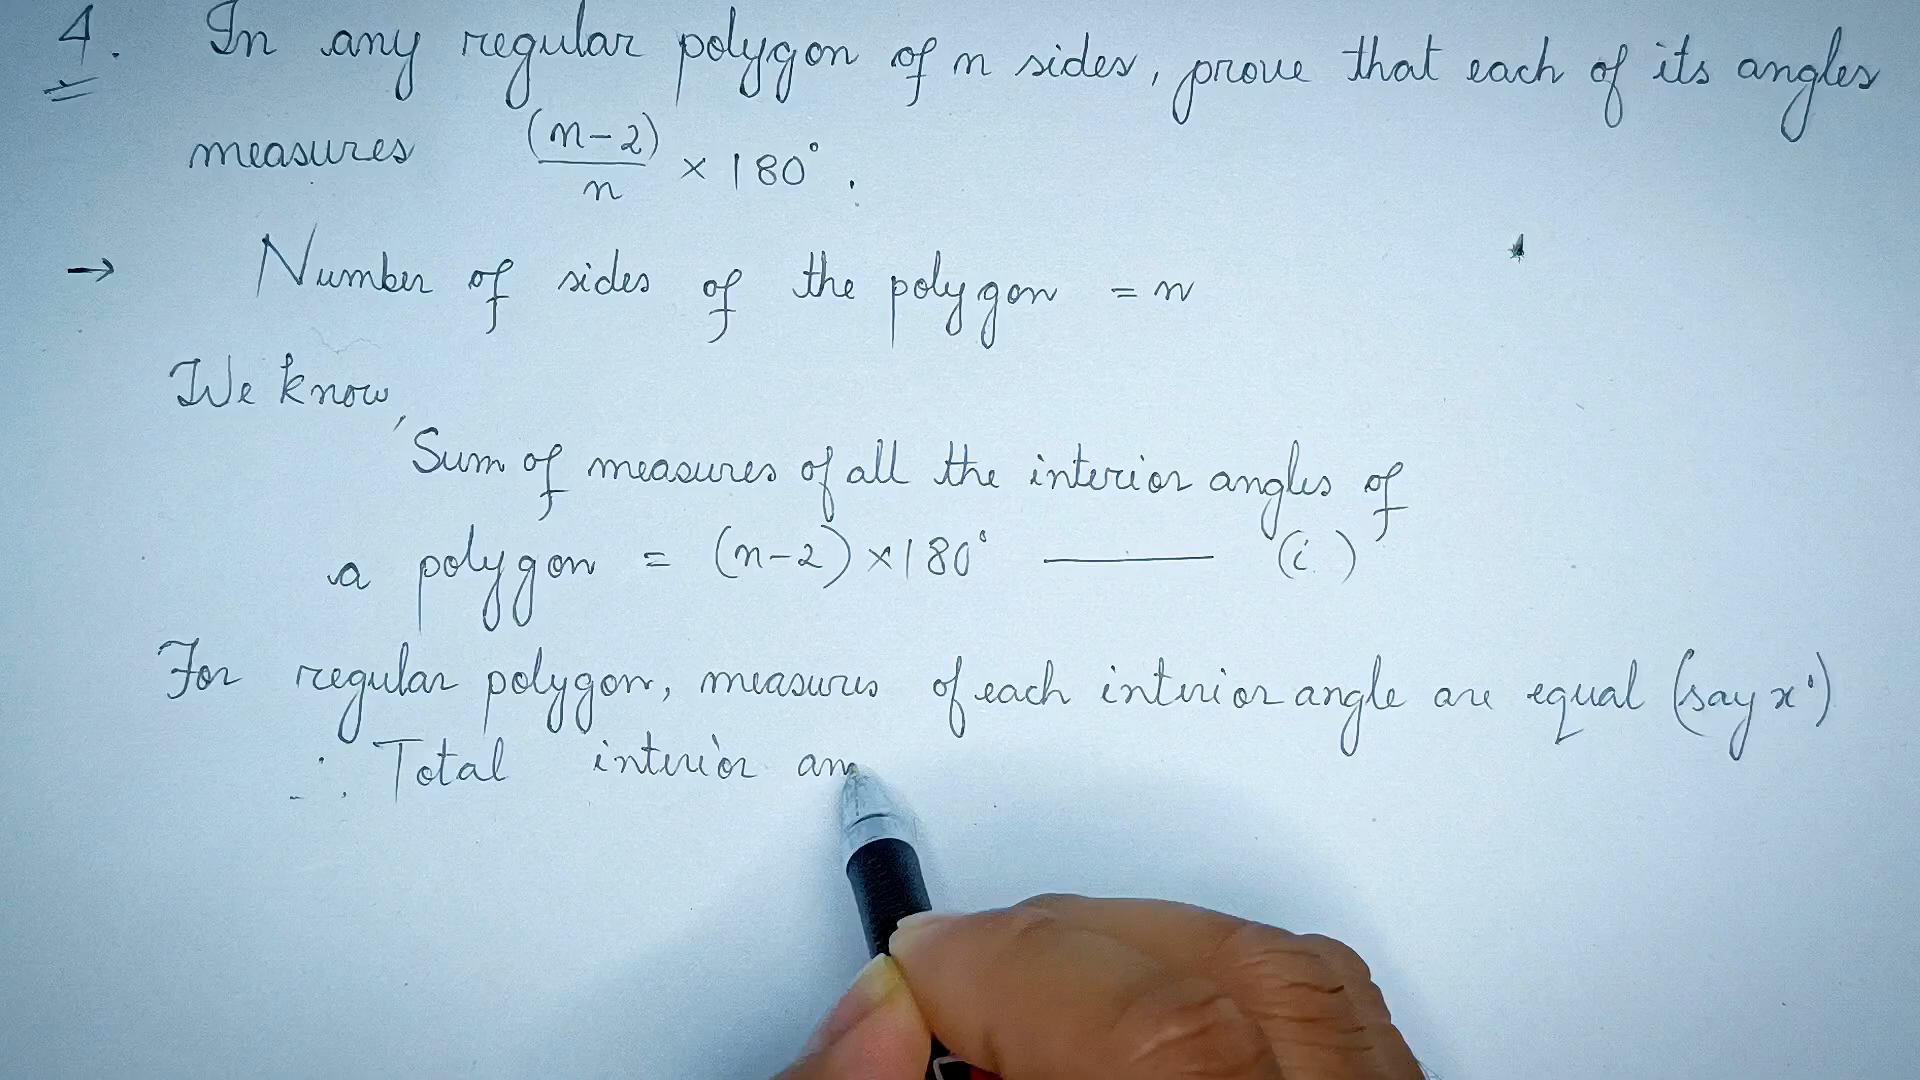 4. In any regular polygon of n sides, prove that each of its angles
measures (n-2)/n × 180°.
→ Number of sides of the polygon = n
We know,
Sum of measures of all the interior angles of
a polygon = (n-2) × 180° —— (i)
For regular polygon, measures of each interior angle are equal (say x°)
∴ Total interior an